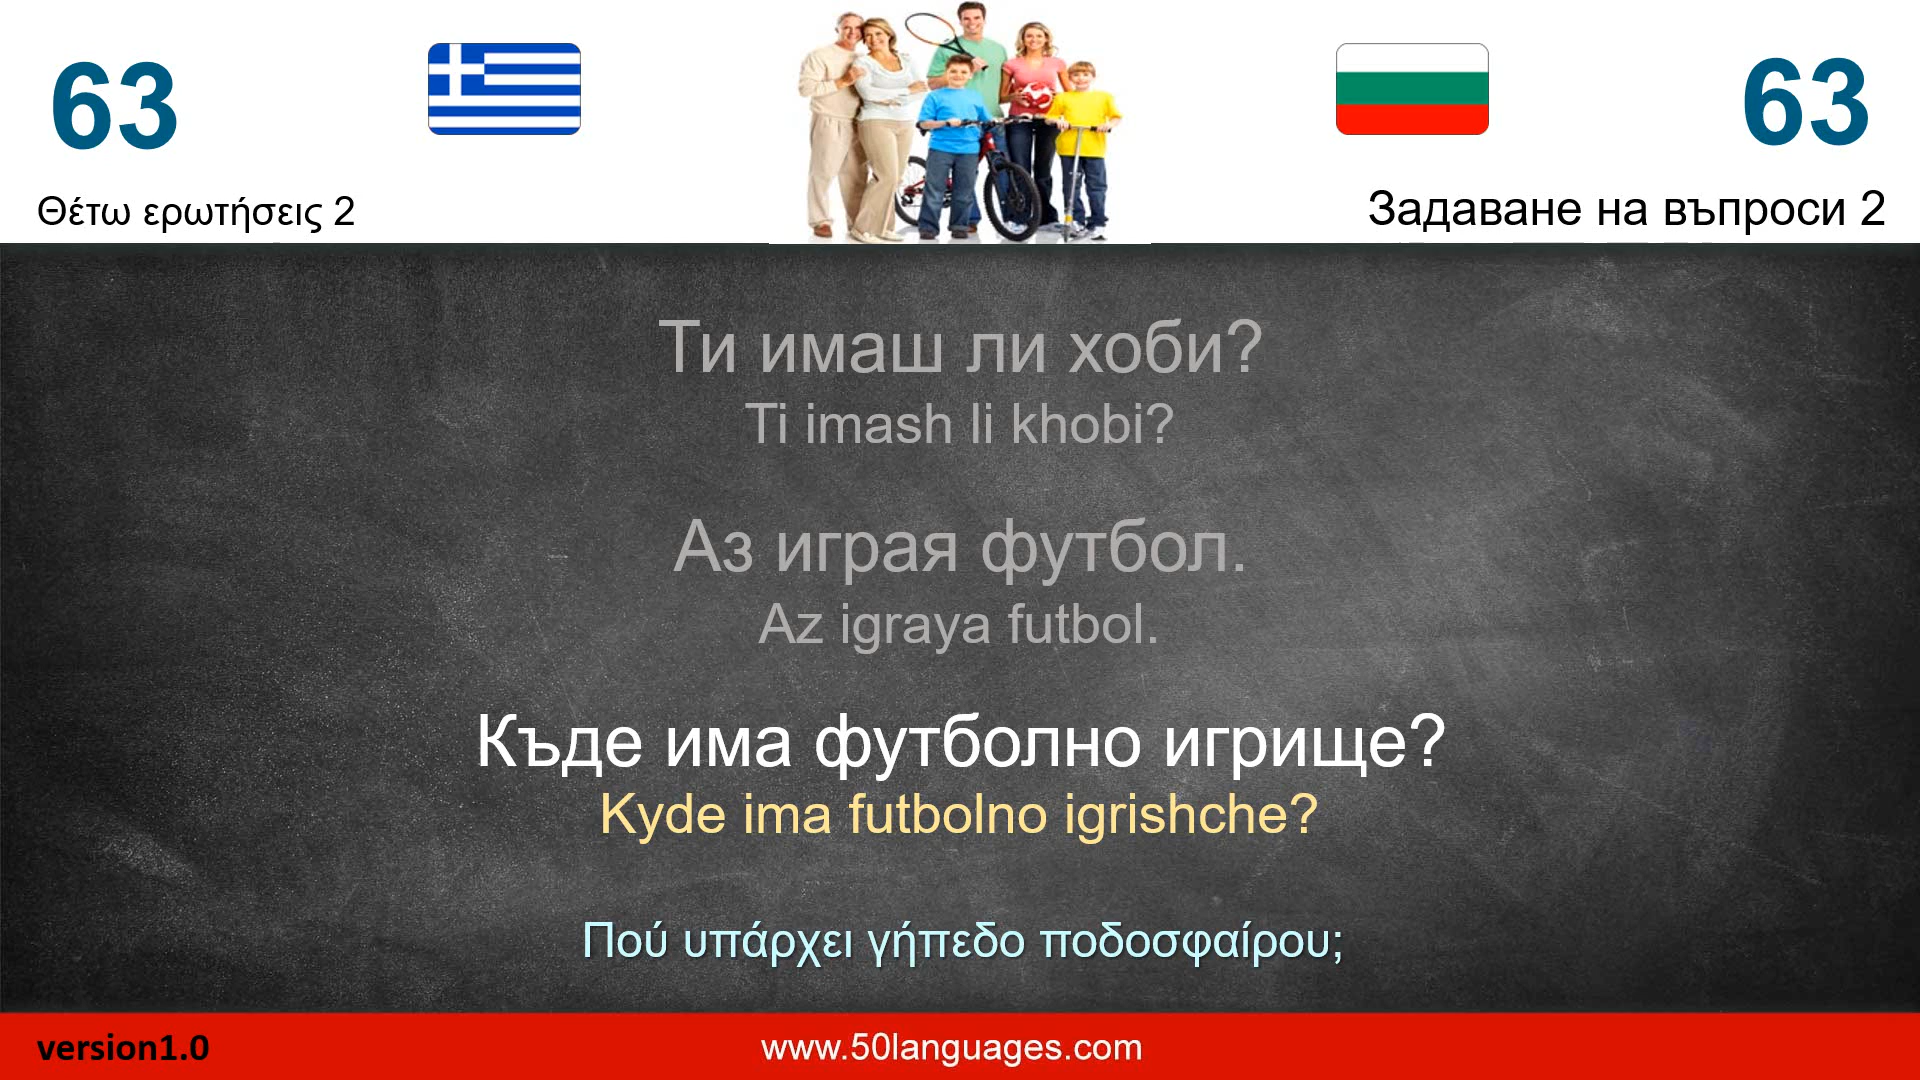 63
63
Θέτω ερωτήσεις 2
Задаване на въпроси 2
Ти имаш ли хоби?
Ti imash li khobi?
Аз играя футбол.
Az igraya futbol.
Къде има футболно игрище?
Kyde ima futbolno igrishche?
Πού υπάρχει γήπεδο ποδοσφαίρου;
version1.0
www.50languages.com